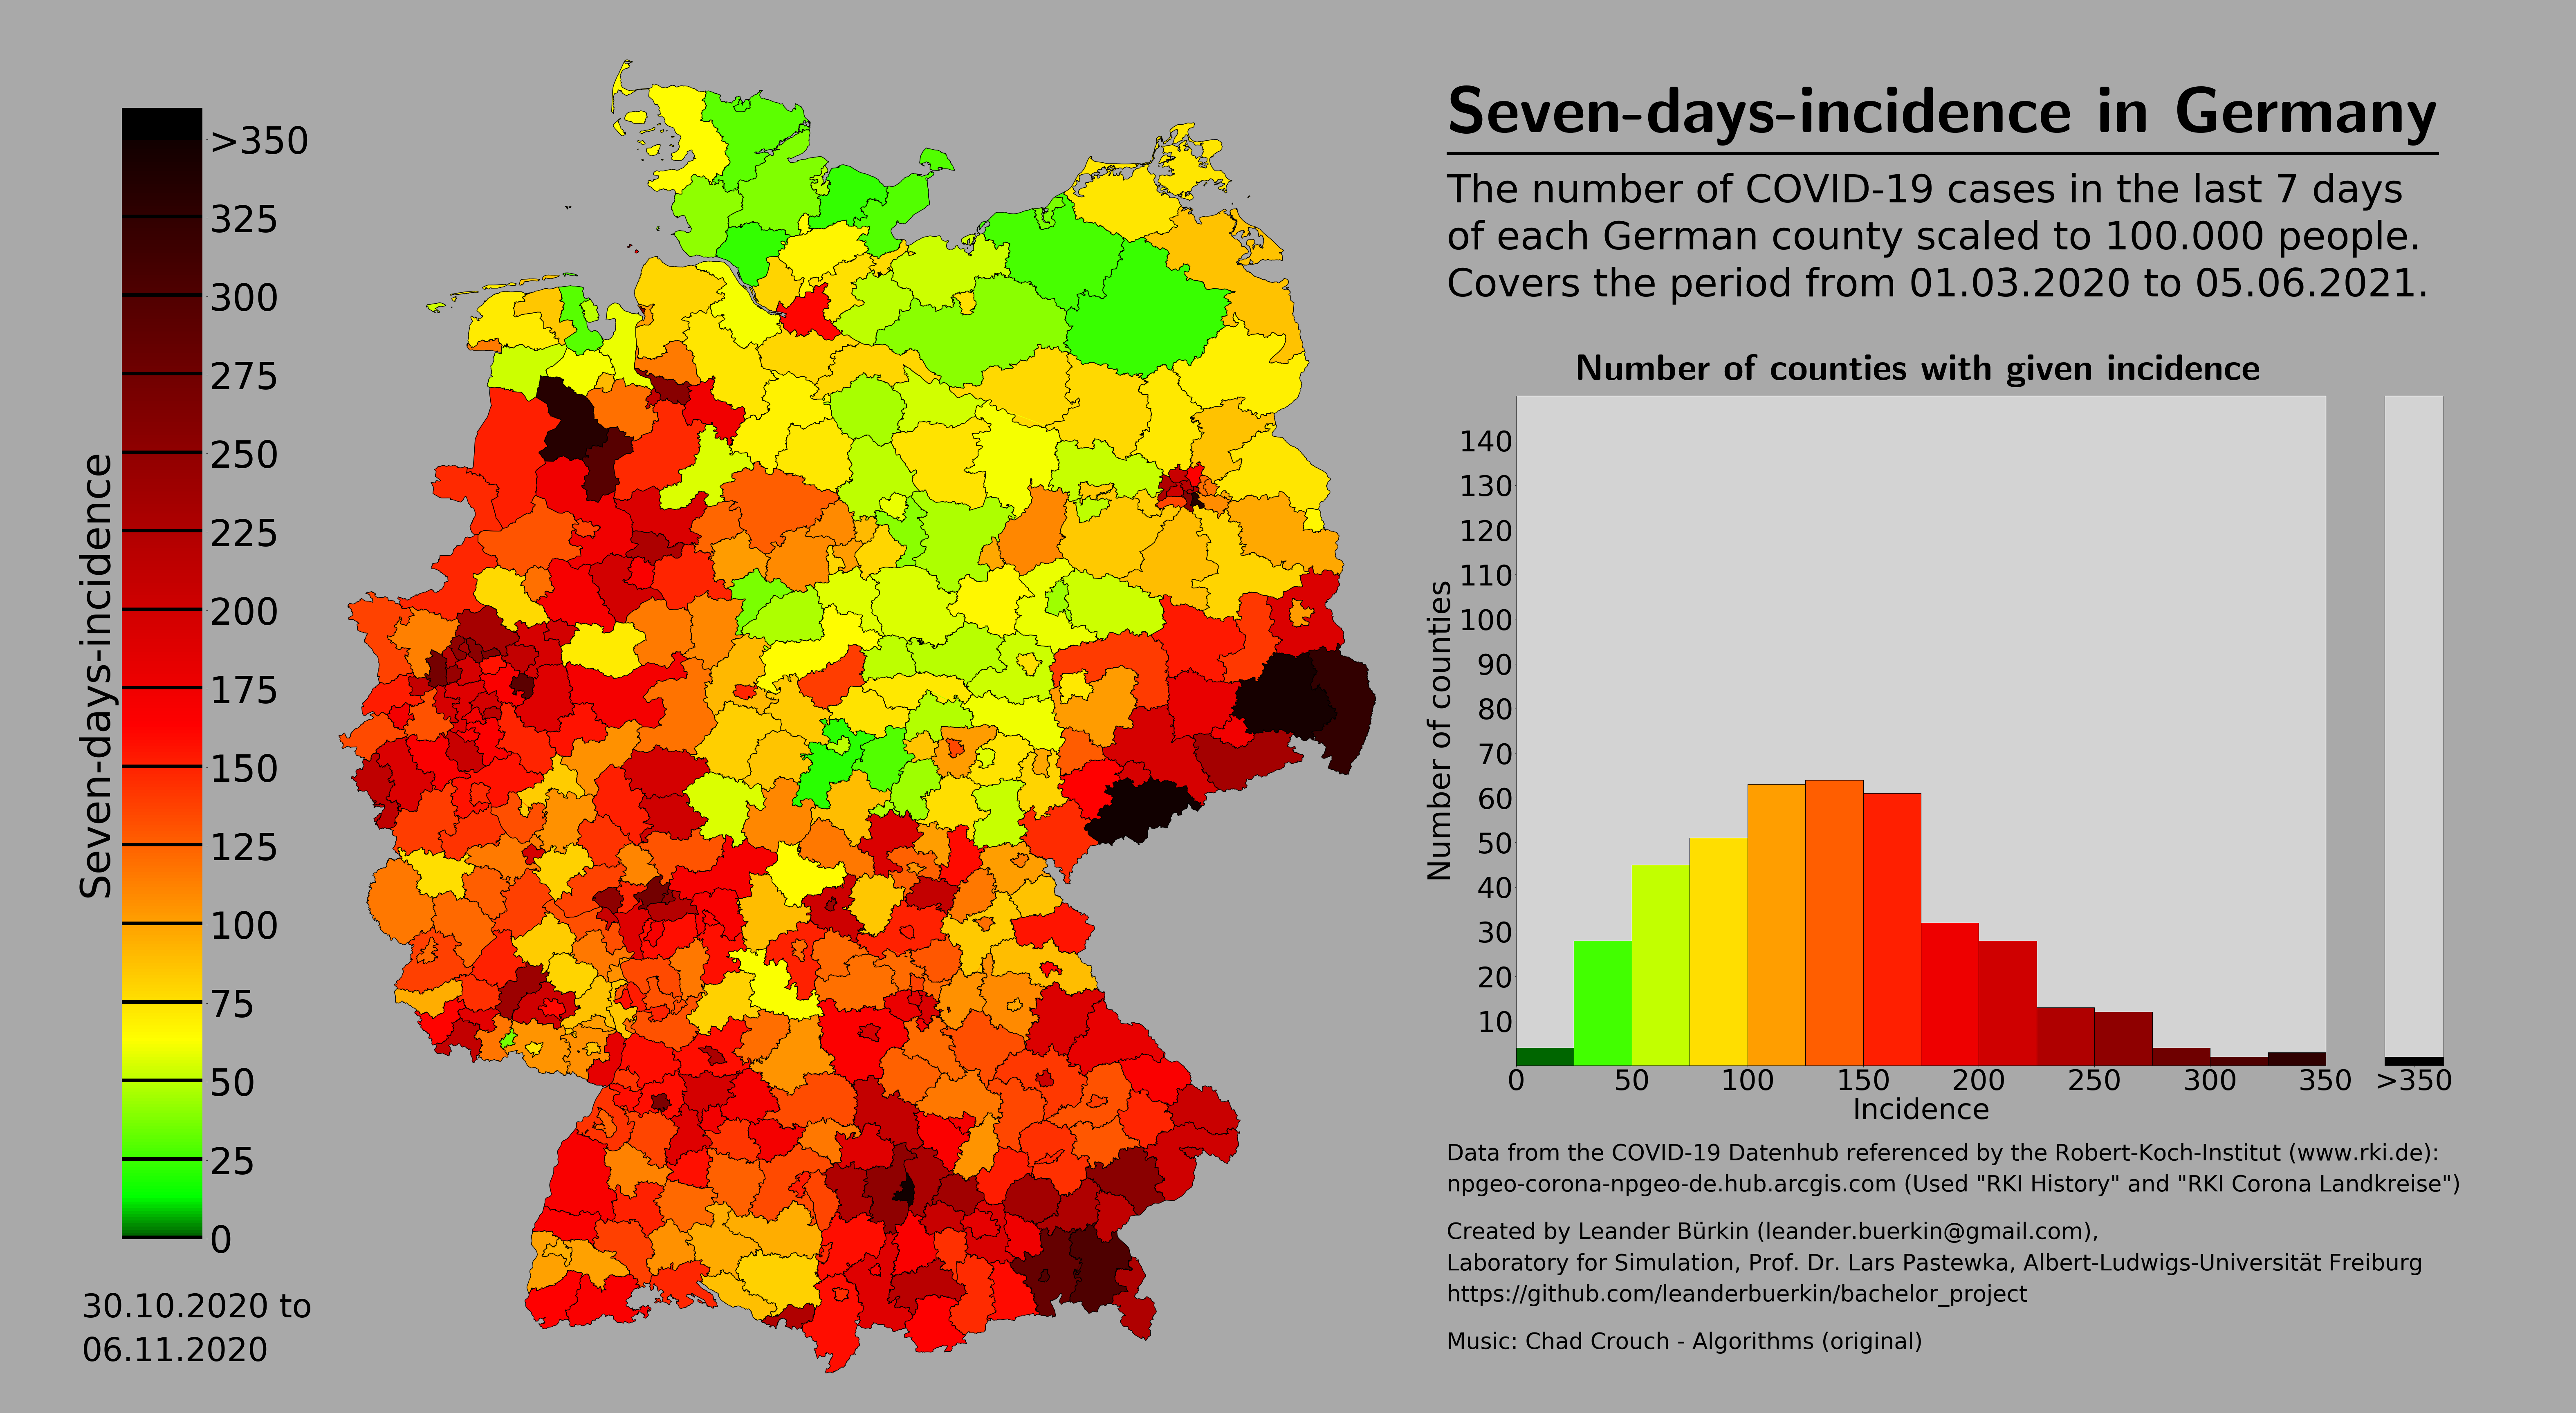 Seven-days-incidence in Germany
The number of COVID-19 cases in the last 7 days
of each German county scaled to 100.000 people.
Covers the period from 01.03.2020 to 05.06.2021.
Seven-days-incidence
>350
325
300
275
250
225
200
175
150
125
100
75
50
25
0
30.10.2020 to
06.11.2020
Number of counties with given incidence
Number of counties
140
130
120
110
100
90
80
70
60
50
40
30
20
10
0 50 100 150 200 250 300 350 >350
Incidence
Data from the COVID-19 Datenhub referenced by the Robert-Koch-Institut (www.rki.de):
npgeo-corona-npgeo-de.hub.arcgis.com (Used "RKI History" and "RKI Corona Landkreise")
Created by Leander Bürkin (leander.buerkin@gmail.com),
Laboratory for Simulation, Prof. Dr. Lars Pastewka, Albert-Ludwigs-Universität Freiburg
https://github.com/leanderbuerkin/bachelor_project
Music: Chad Crouch - Algorithms (original)